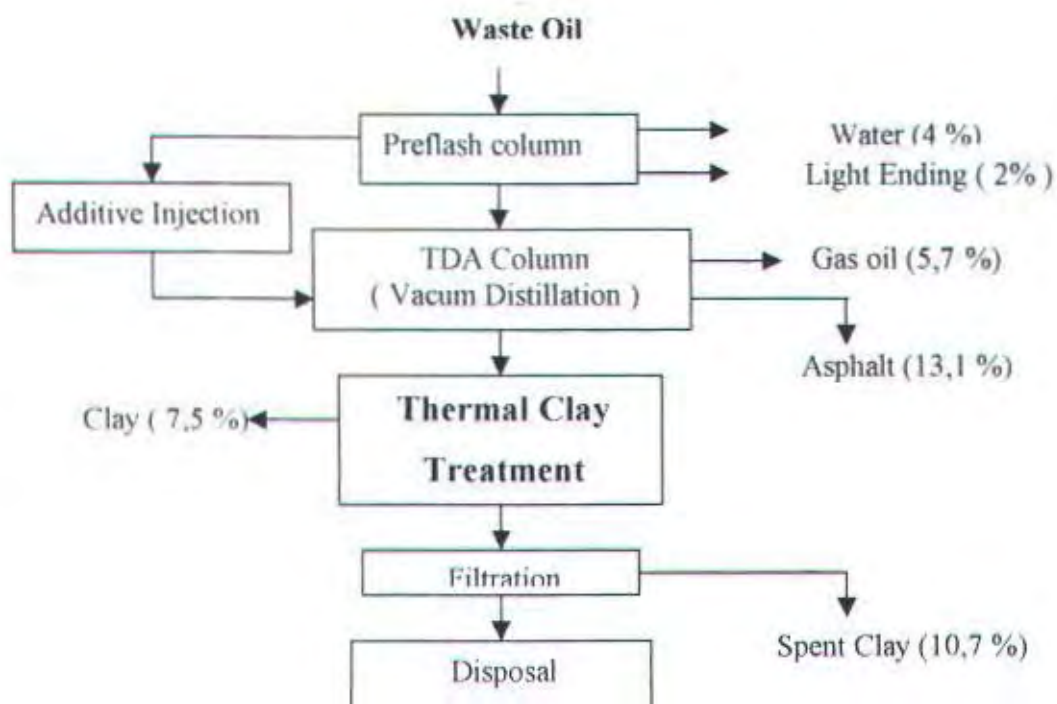 Waste Oil
Preflash column
Water (4 %)
Light Ending ( 2% )
Additive Injection
TDA Column
( Vacum Distillation )
Gas oil (5,7 %)
Asphalt (13,1 %)
Thermal Clay
Treatment
Clay ( 7,5 %)
Filtration
Spent Clay (10,7 %)
Disposal